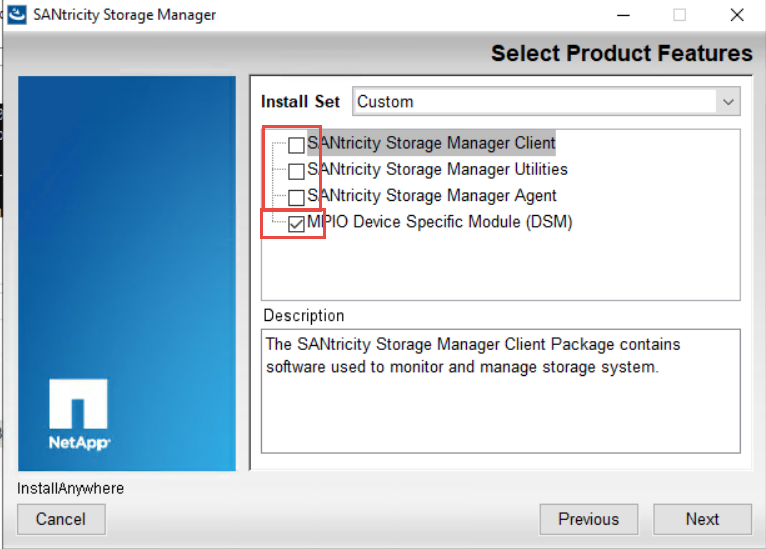 SANtricity Storage Manager
Select Product Features
Install Set Custom
SANtricity Storage Manager Client
SANtricity Storage Manager Utilities
SANtricity Storage Manager Agent
MPIO Device Specific Module (DSM)
Description
The SANtricity Storage Manager Client Package contains
software used to monitor and manage storage system.
NetApp
InstallAnywhere
Cancel Previous Next